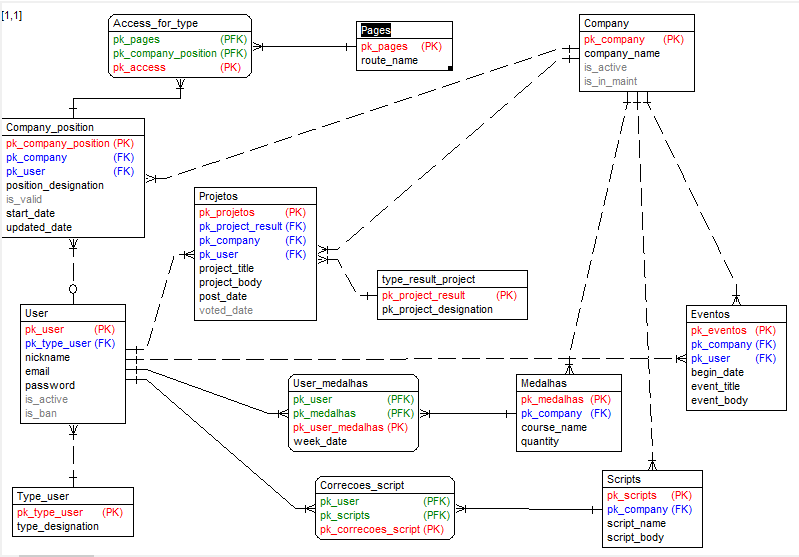 [1,1]
Access_for_type
pk_pages (PFK)
pk_company_position (PFK)
pk_access (PK)
Pages
pk_pages (PK)
route_name
Company
pk_company (PK)
company_name
is_active
is_in_maint
Company_position
pk_company_position (PK)
pk_company (FK)
pk_user (FK)
position_designation
is_valid
start_date
updated_date
Projetos
pk_projetos (PK)
pk_project_result (FK)
pk_company (FK)
pk_user (FK)
project_title
project_body
post_date
voted_date
type_result_project
pk_project_result (PK)
pk_project_designation
User
pk_user (PK)
pk_type_user (FK)
nickname
email
password
is_active
is_ban
Eventos
pk_eventos (PK)
pk_company (FK)
pk_user (FK)
begin_date
event_title
event_body
User_medalhas
pk_user (PFK)
pk_medalhas (PFK)
pk_user_medalhas (PK)
week_date
Medalhas
pk_medalhas (PK)
pk_company (FK)
course_name
quantity
Type_user
pk_type_user (PK)
type_designation
Correcoes_script
pk_user (PFK)
pk_scripts (PFK)
pk_correcoes_script (PK)
Scripts
pk_scripts (PK)
pk_company (FK)
script_name
script_body